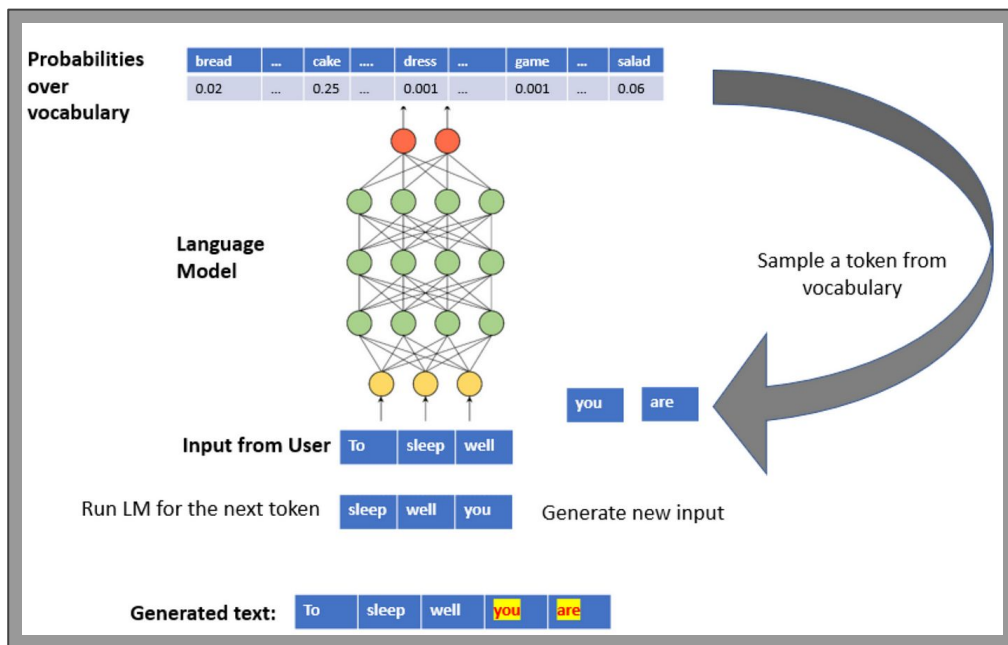 Probabilities
over
vocabulary
bread ... cake .... dress ... game ... salad
0.02 ... 0.25 ... 0.001 ... 0.001 ... 0.06
Language
Model
Sample a token from
vocabulary
you are
Input from User To sleep well
Run LM for the next token sleep well you Generate new input
Generated text: To sleep well you are